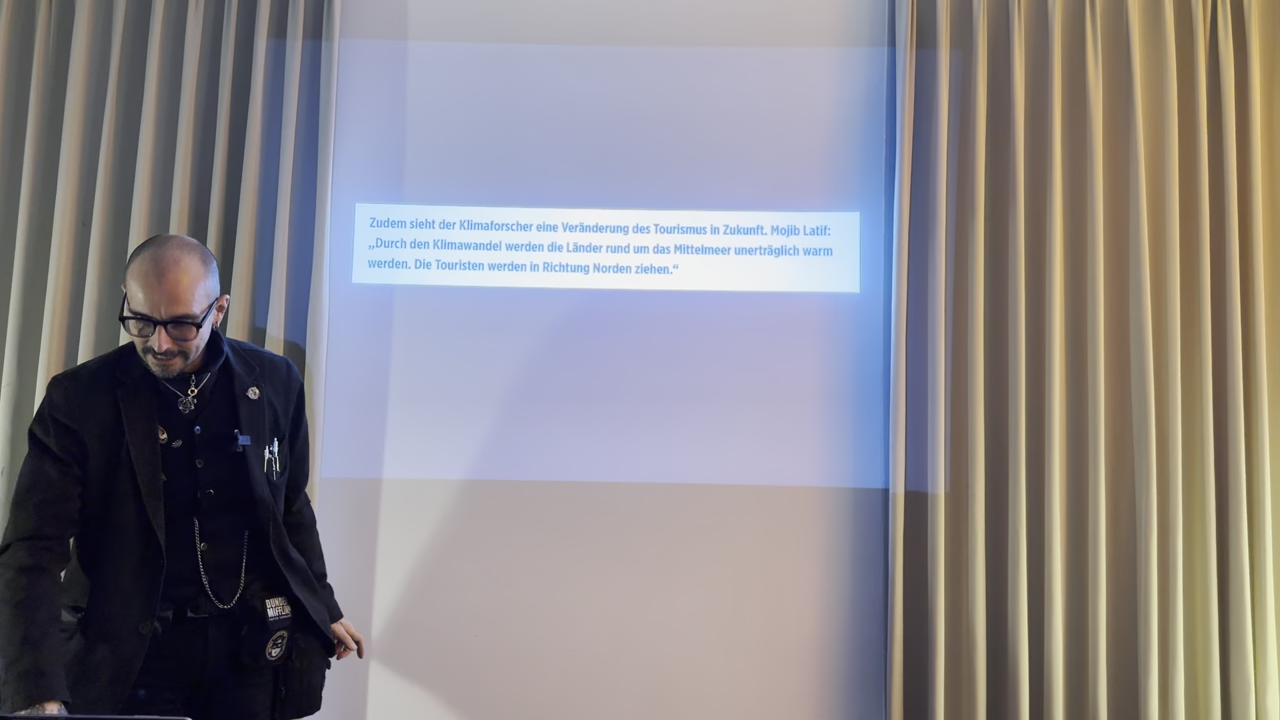 Zudem sieht der Klimaforscher eine Veränderung des Tourismus in Zukunft. Mojib Latif:
„Durch den Klimawandel werden die Länder rund um das Mittelmeer unerträglich warm
werden. Die Touristen werden in Richtung Norden ziehen.“
MIFFLIN